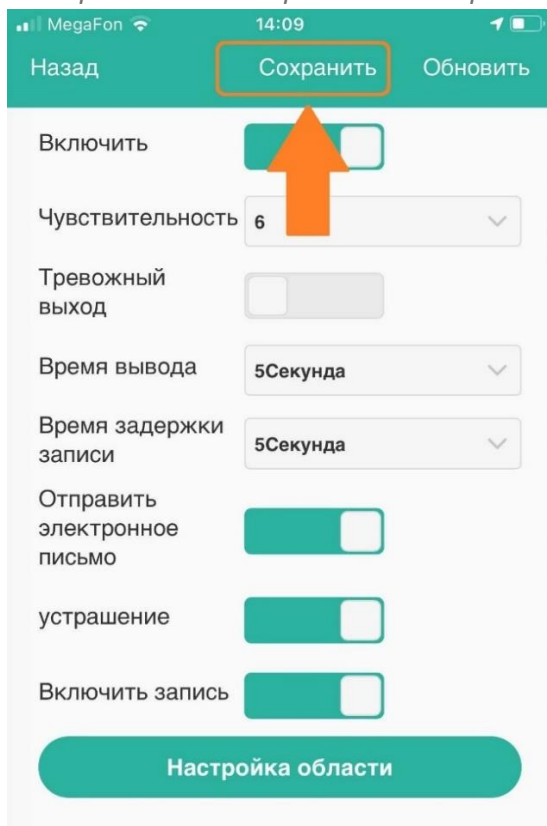 MegaFon 14:09
Назад Сохранить Обновить
Включить
Чувствительность 6
Тревожный
выход
Время вывода 5Секунда
Время задержки
записи 5Секунда
Отправить
электронное
письмо
устрашение
Включить запись
Настройка области